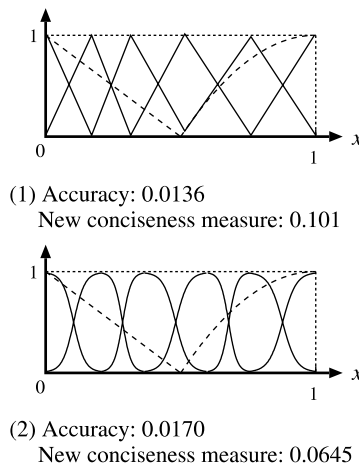 1
0
1
x
(1) Accuracy: 0.0136
New conciseness measure: 0.101
1
0
1
x
(2) Accuracy: 0.0170
New conciseness measure: 0.0645